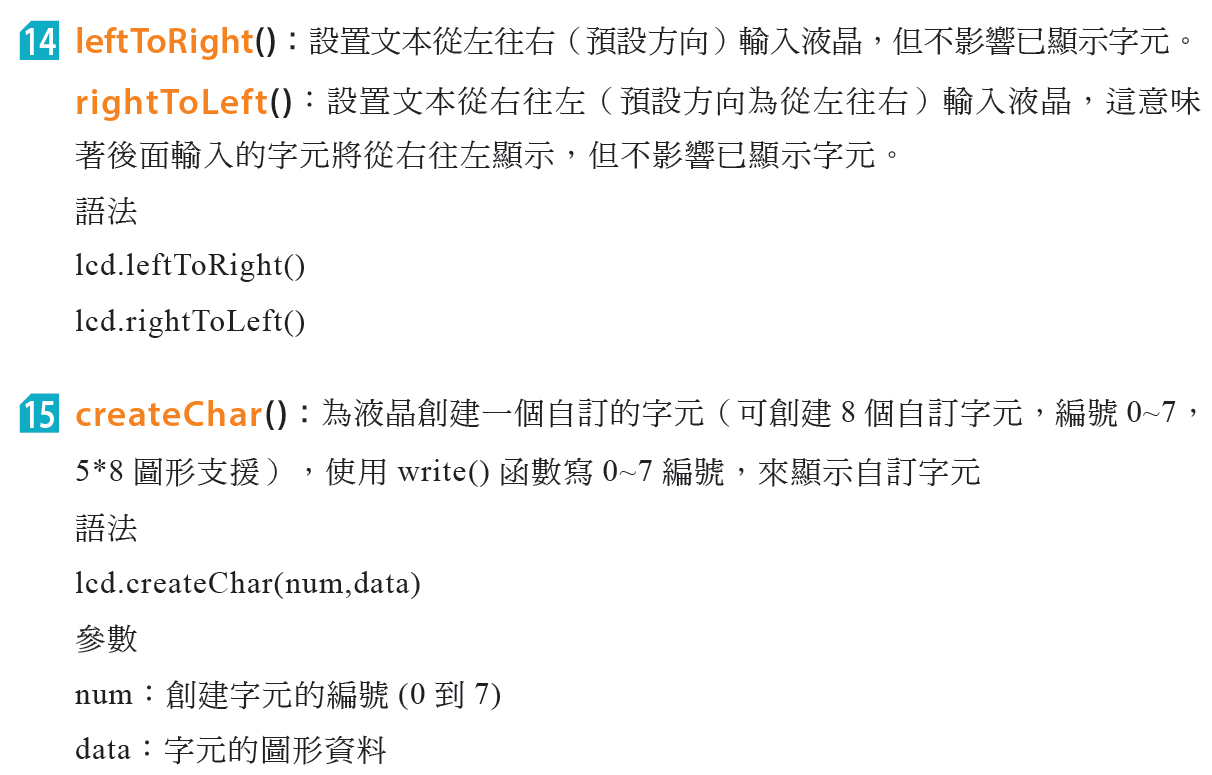 14 leftToRight()：設置文本從左往右（預設方向）輸入液晶，但不影響已顯示字元。
rightToLeft()：設置文本從右往左（預設方向為從左往右）輸入液晶，這意味
著後面輸入的字元將從右往左顯示，但不影響已顯示字元。
語法
lcd.leftToRight()
lcd.rightToLeft()
15 createChar()：為液晶創建一個自訂的字元（可創建 8 個自訂字元，編號 0~7，
5*8 圖形支援），使用 write() 函數寫 0~7 編號，來顯示自訂字元
語法
lcd.createChar(num,data)
參數
num：創建字元的編號 (0 到 7)
data：字元的圖形資料